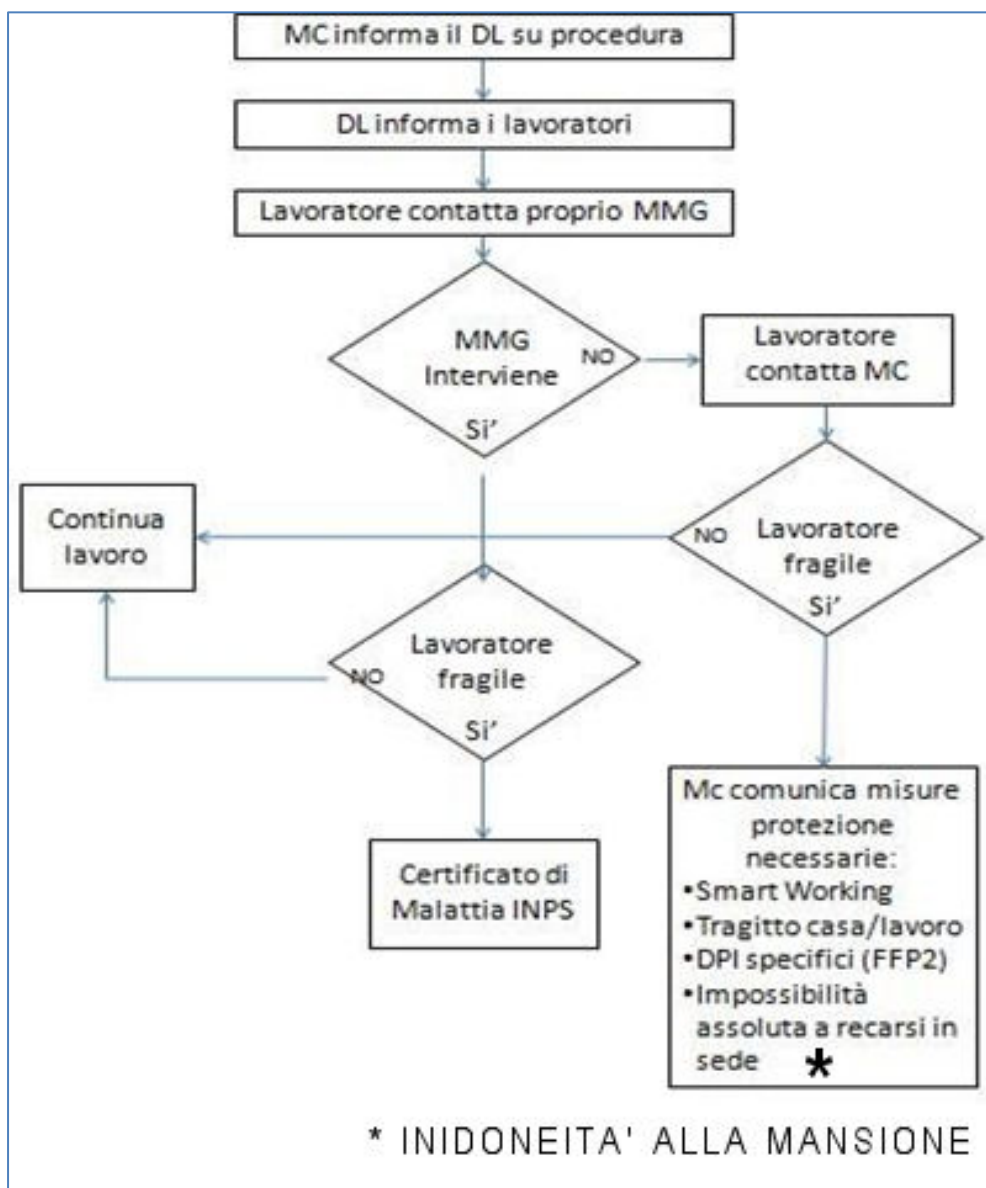 MC informa il DL su procedura
DL informa i lavoratori
Lavoratore contatta proprio MMG
MMG
Interviene
NO
Si’
Lavoratore
contatta MC
Continua
lavoro
NO
Lavoratore
fragile
Si’
Lavoratore
fragile
NO
Si’
Certificato di
Malattia INPS
Mc comunica misure
protezione
necessarie:
•Smart Working
•Tragitto casa/lavoro
•DPI specifici (FFP2)
•Impossibilità
assoluta a recarsi in
sede *
* INIDONEITA' ALLA MANSIONE